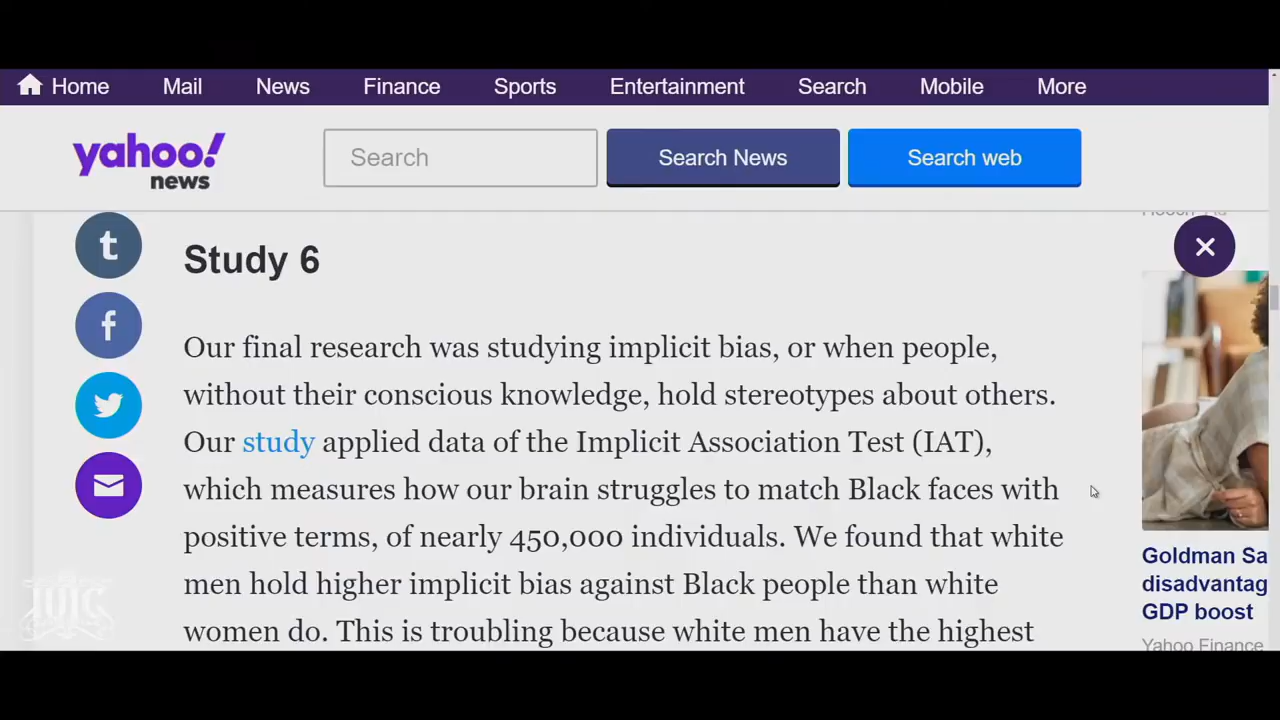 Home Mail News Finance Sports Entertainment Search Mobile More
yahoo!
news
Search
Search News
Search web
Study 6
Our final research was studying implicit bias, or when people,
without their conscious knowledge, hold stereotypes about others.
Our study applied data of the Implicit Association Test (IAT),
which measures how our brain struggles to match Black faces with
positive terms, of nearly 450,000 individuals. We found that white
men hold higher implicit bias against Black people than white
women do. This is troubling because white men have the highest
Goldman Sa
disadvantag
GDP boost
Yahoo Finance